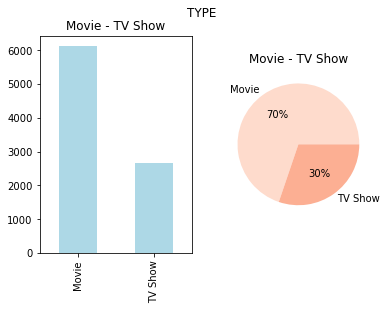 TYPE
Movie - TV Show
6000
5000
4000
3000
2000
1000
0
Movie
TV Show
Movie - TV Show
Movie
70%
30%
TV Show